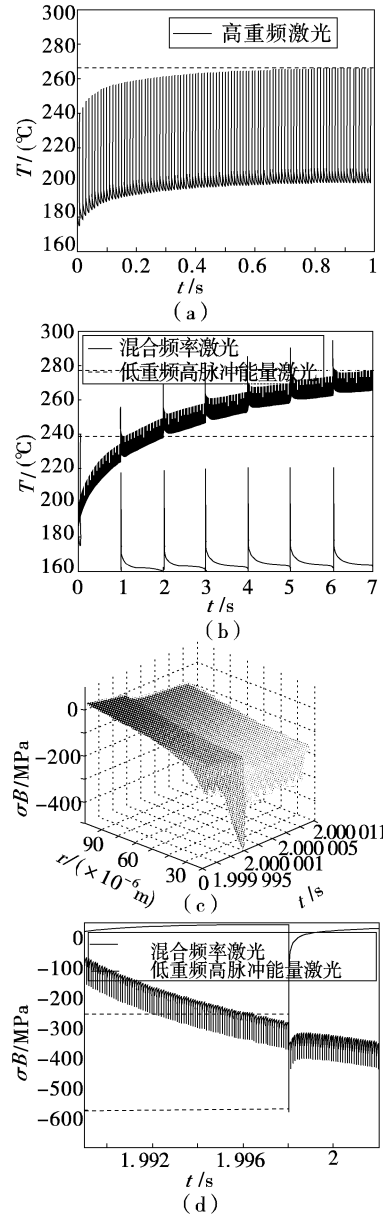 300
280
260
240
220
200
180
160
T/(℃)
高重频激光
0 0.2 0.4 0.6 0.8 1
t/s
(a)
300
280
260
240
220
200
180
160
T/(℃)
混合频率激光
低重频高脉冲能量激光
0 1 2 3 4 5 6 7
t/s
(b)
0
-200
-400
σB/MPa
90 60 30 0
r/(×10⁻⁶m)
2.000 011
2.000 005
2.000 001
1.999 995
t/s
(c)
0
-100
-200
-300
-400
-500
-600
σB/MPa
混合频率激光
低重频高脉冲能量激光
1.992 1.996 2
t/s
(d)